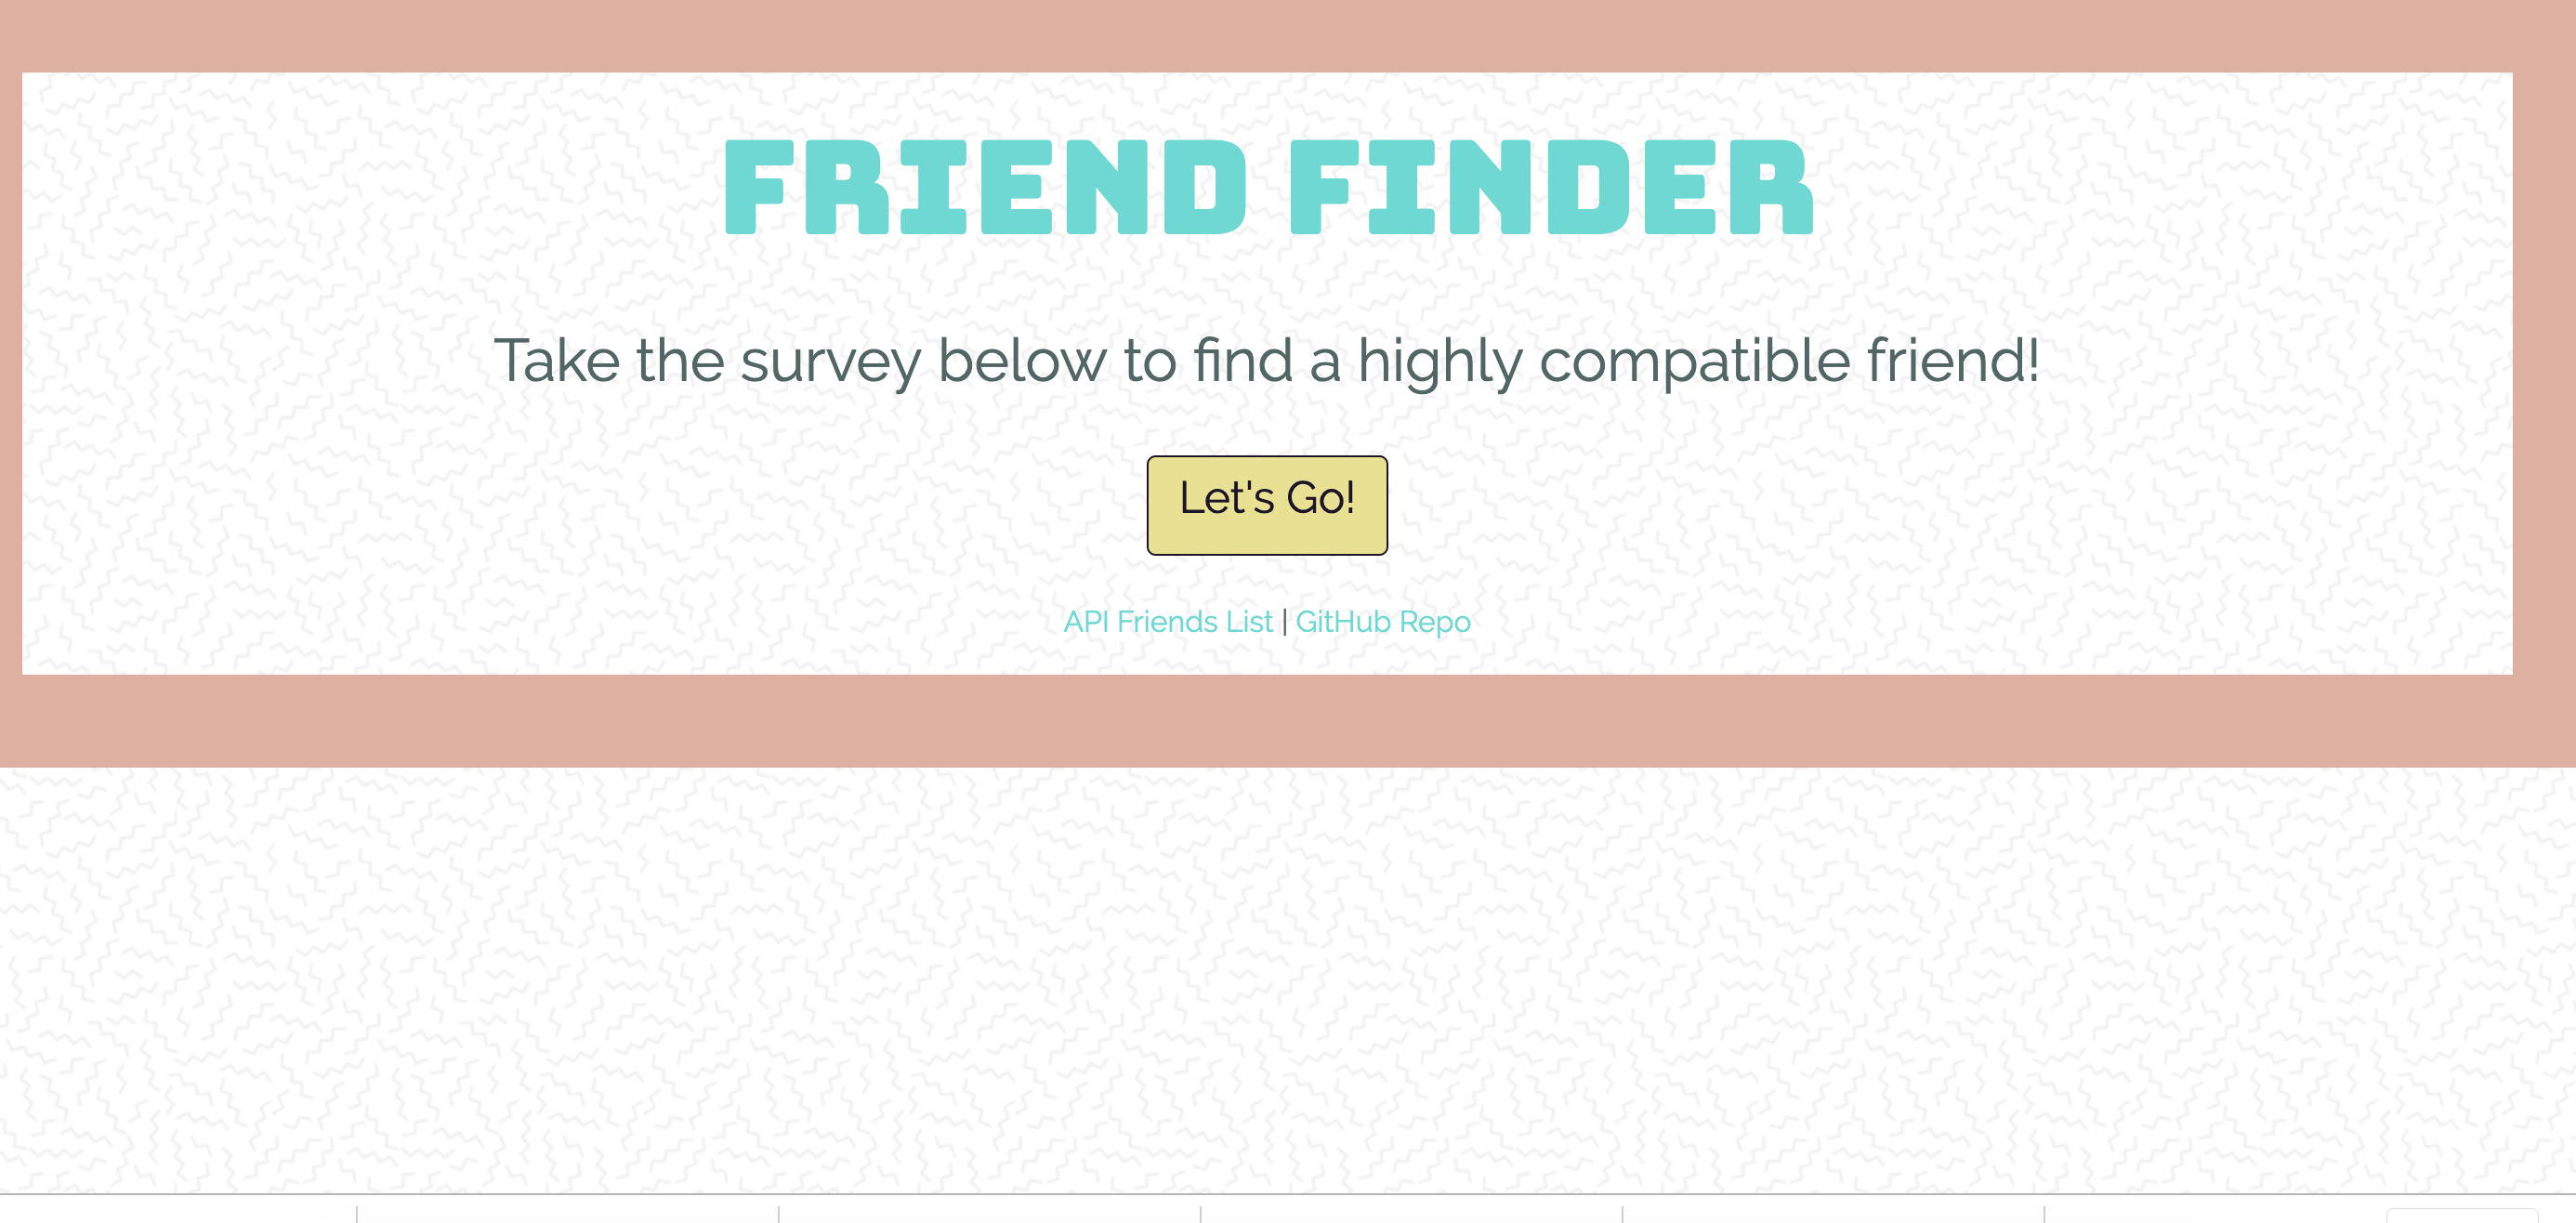 FRIEND FINDER
Take the survey below to find a highly compatible friend!
Let's Go!
API Friends List | GitHub Repo